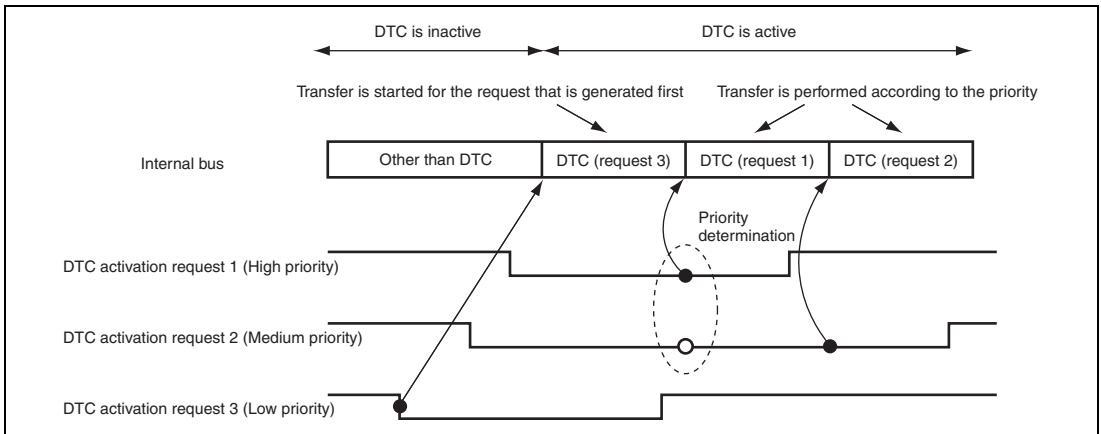 DTC is inactive
DTC is active
Transfer is started for the request that is generated first
Transfer is performed according to the priority
Internal bus
Other than DTC
DTC (request 3)
DTC (request 1)
DTC (request 2)
Priority
determination
DTC activation request 1 (High priority)
DTC activation request 2 (Medium priority)
DTC activation request 3 (Low priority)